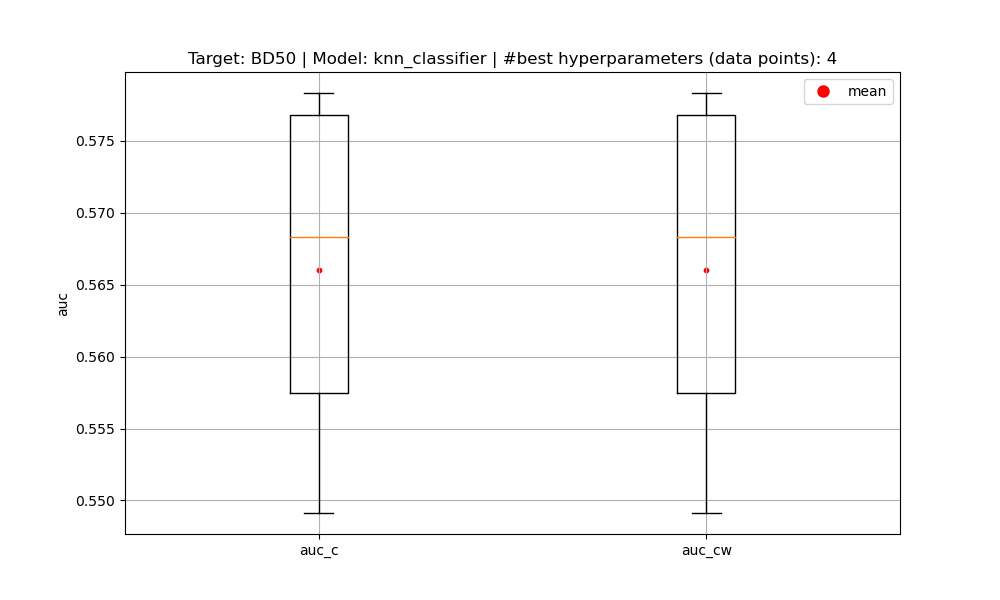 Target: BD50 | Model: knn_classifier | #best hyperparameters (data points): 4
mean
0.575
0.570
0.565
0.560
0.555
0.550
auc
auc_c
auc_cw